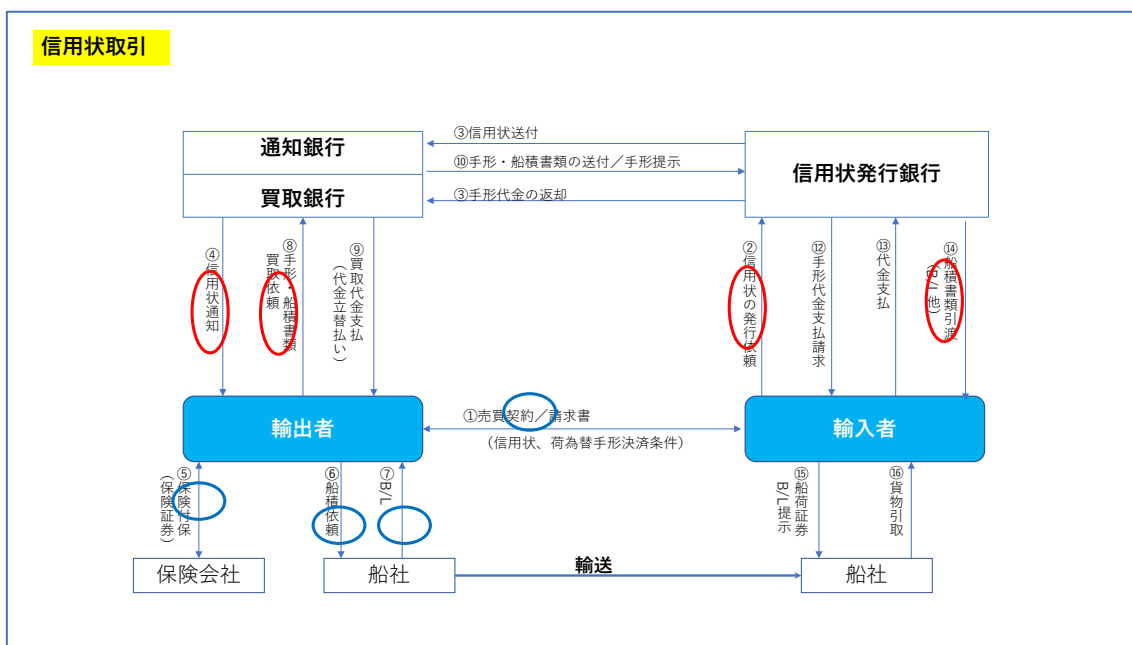 信用状取引
通知銀行
買取銀行
③信用状送付
⑩手形・船積書類の送付／手形提示
③手形代金の返却
信用状発行銀行
④信用状通知
⑧手形・船積書類
買取依頼
⑨買取代金支払
（代金立替払い）
②信用状の発行依頼
⑫手形代金支払請求
⑬代金支払
⑭船積書類引渡
（B/L他）
輸出者
①売買契約／請求書
（信用状、荷為替手形決済条件）
輸入者
⑤保険付保
（保険証券）
⑥船積依頼
⑦B/L
⑮船荷証券
B/L提示
⑯貨物引取
保険会社
船社
輸送
船社